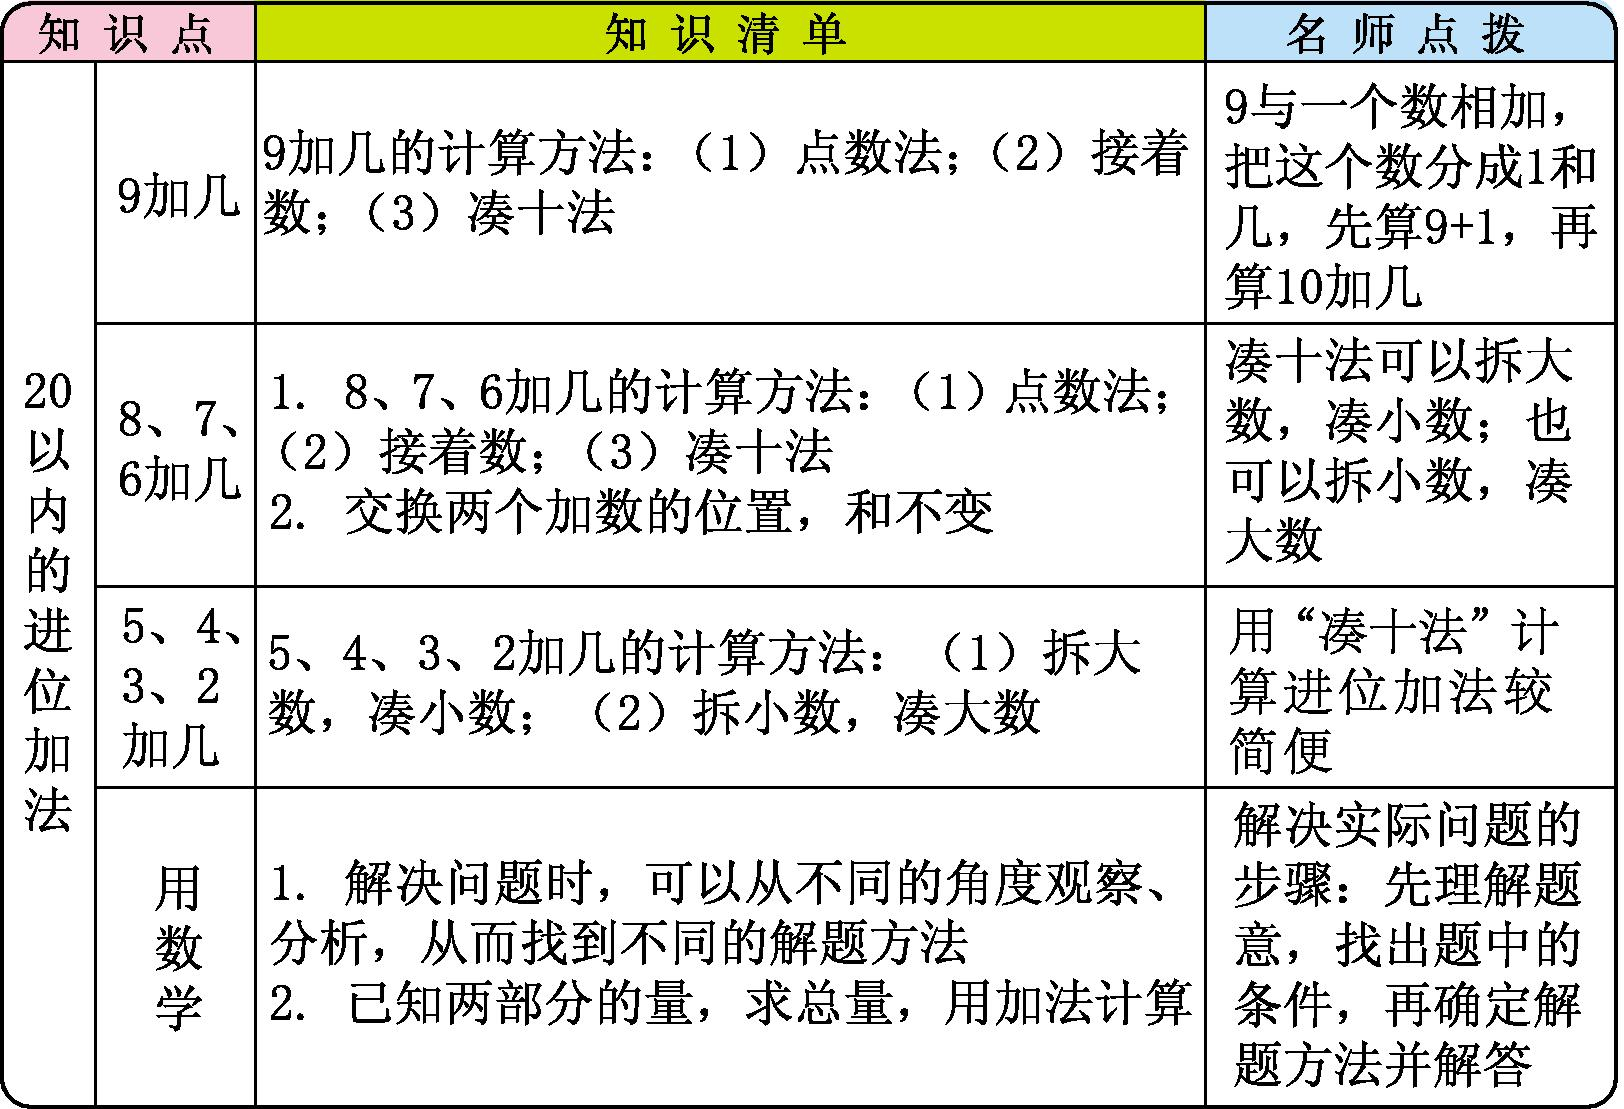 知识点
知识清单
名师点拨
20
以
内
的
进
位
加
法
9加几
9加几的计算方法：（1）点数法；（2）接着
数；（3）凑十法
9与一个数相加，
把这个数分成1和
几，先算9+1，再
算10加几
8、7、
6加几
1. 8、7、6加几的计算方法：（1）点数法；
（2）接着数；（3）凑十法
2. 交换两个加数的位置，和不变
凑十法可以拆大
数，凑小数；也
可以拆小数，凑
大数
5、4、
3、2
加几
5、4、3、2加几的计算方法：（1）拆大
数，凑小数；（2）拆小数，凑大数
用“凑十法”计
算进位加法较
简便
用
数
学
1. 解决问题时，可以从不同的角度观察、
分析，从而找到不同的解题方法
2. 已知两部分的量，求总量，用加法计算
解决实际问题的
步骤：先理解题
意，找出题中的
条件，再确定解
题方法并解答